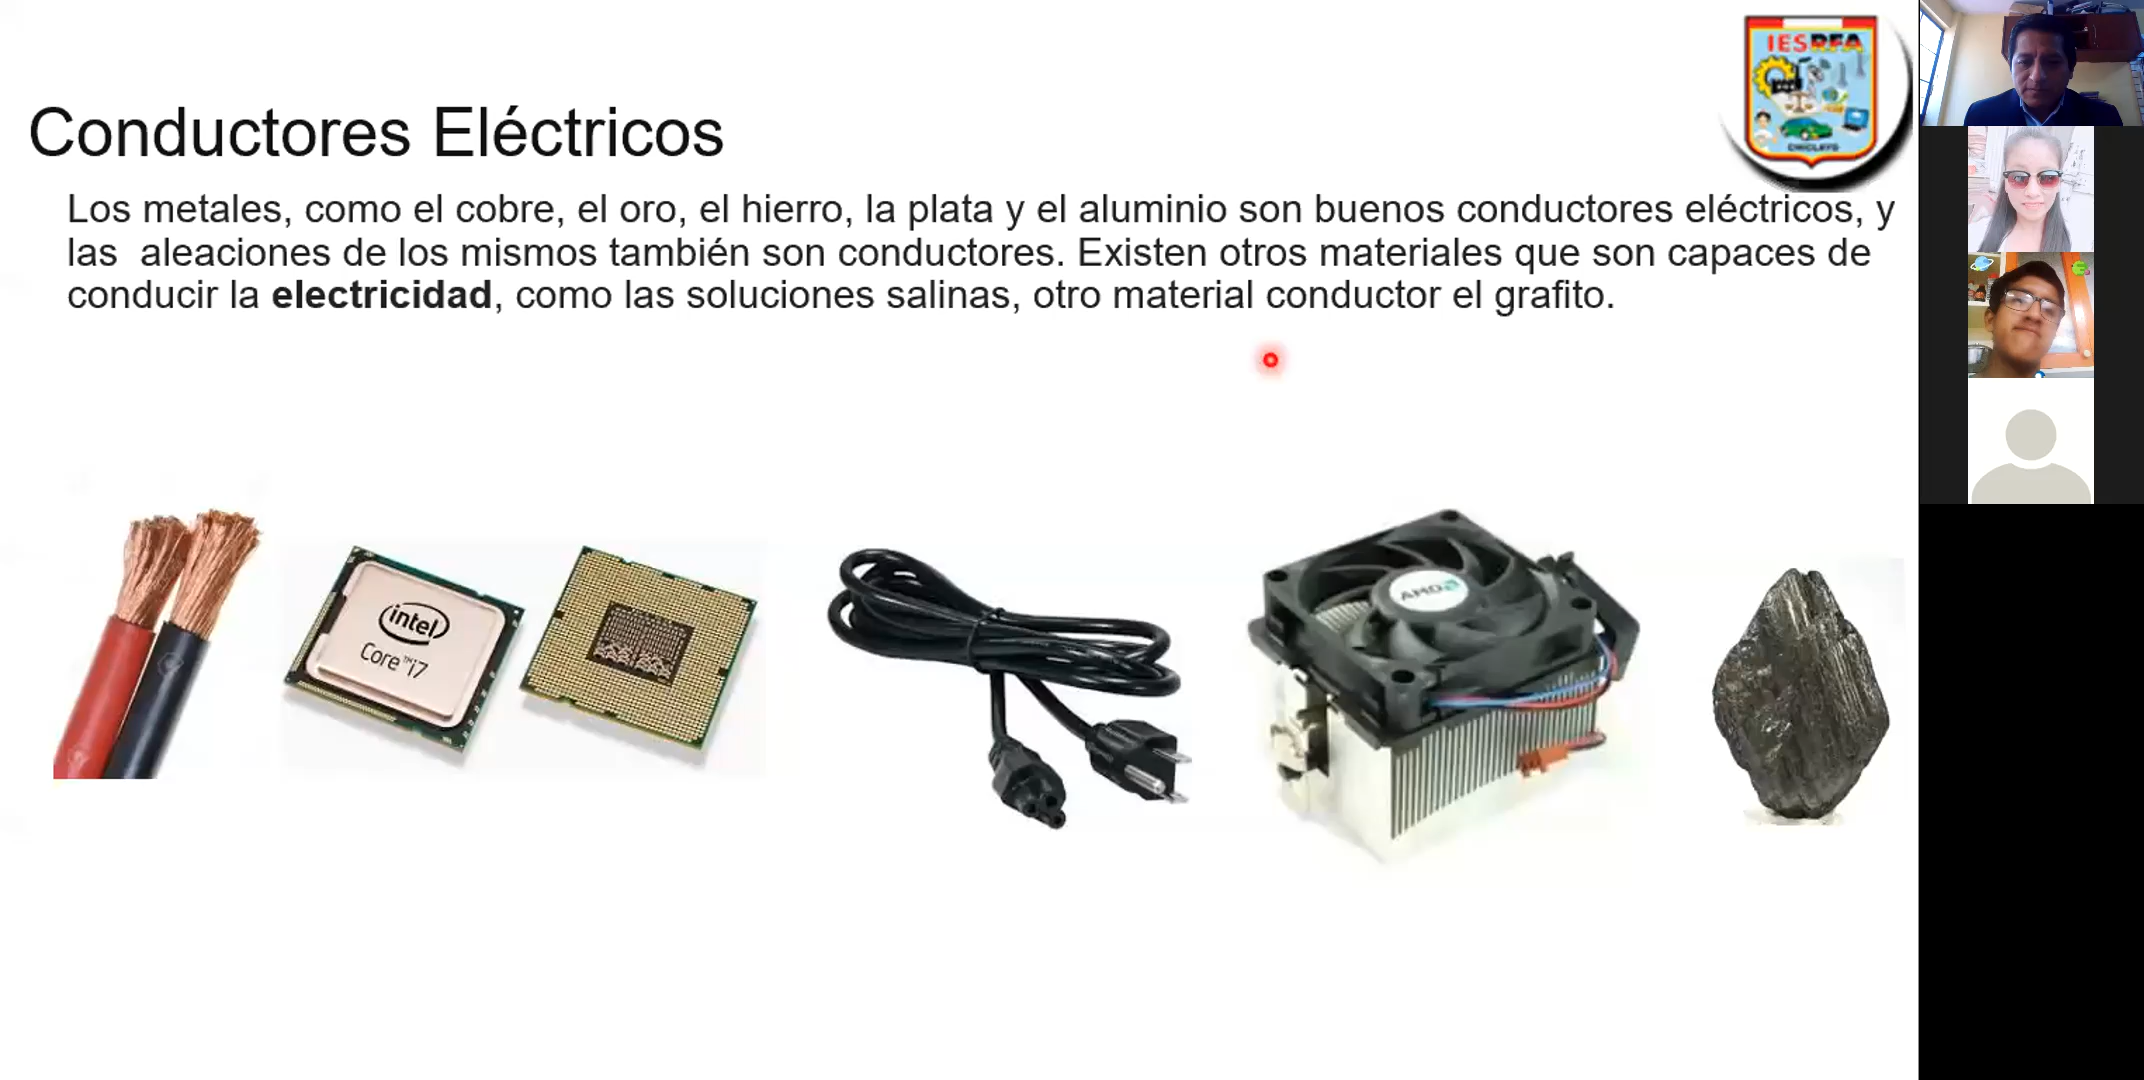 IESRFA
CHICLAYO
Conductores Eléctricos
Los metales, como el cobre, el oro, el hierro, la plata y el aluminio son buenos conductores eléctricos, y
las  aleaciones de los mismos también son conductores. Existen otros materiales que son capaces de
conducir la electricidad, como las soluciones salinas, otro material conductor el grafito.
intel
Core™i7
AMD